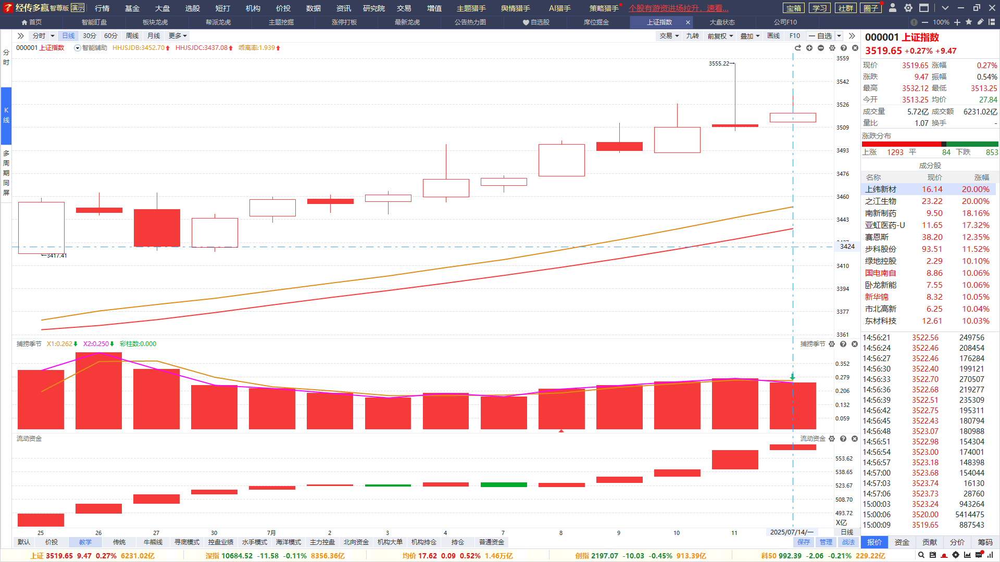 经传多赢 智尊版 演示 行情 基金 大盘 选股 短打 机构 价投 数据 资讯 研究院 交易 增值 主题猎手 舆情猎手 AI猎手 策略猎手 个股有游资进场拉升，速看... 宝箱 学习 社群 圈子
首页 智能盯盘 板块龙虎 帮派龙虎 主题挖掘 涨停打板 最新龙虎 公告热力图 自选股 席位掘金 上证指数 × 大盘状态 公司F10 100%
分时 日线 30分 60分 周线 月线 更多 交易 九转 前复权 叠加 画线 F10 一自选
000001 上证指数 智能辅助 HHJSJDB:3452.70 HHJSJDC:3437.08 乖离率:1.939
分时
K线
多周期同屏
3559
3542
3526
3509
3493
3476
3460
3443
3424
3410
3394
3377
3361
3555.22→
←3417.41
捕捞季节 X1:0.262 X2:0.250 彩柱数:0.000 捕捞季节
0.352
0.279
0.206
0.132
0.059
流动资金 流动资金
553.62
538.65
523.67
508.70
493.72
X亿
25 26 27 30 7月 2 3 4 7 8 9 10 11 2025/07/14/一 日线
默认 价投 教学 传统 牛能线 寻底模式 控盘业绩 水手模式 海洋模式 主力控盘 北向资金 机构大单 机构持仓 持仓 普通资金 保存 管理 战法
000001 上证指数
3519.65 +0.27% +9.47
现价 3519.65 涨幅 0.27%
涨跌 9.47 振幅 0.54%
最高 3532.12 最低 3513.25
今开 3513.25 均价 27.84
成交量 5.72亿 成交额 6231.02亿
量比 1.07 换手 -
涨跌分布
上涨 1293 平 84 下跌 853
成分股
名称 现价 涨幅
上纬新材 16.14 20.00%
之江生物 23.22 20.00%
南新制药 9.50 18.16%
亚虹医药-U 11.65 17.32%
赛恩斯 38.20 12.35%
步科股份 93.51 11.52%
绿地控股 2.29 10.10%
国电南自 8.86 10.06%
卧龙新能 7.55 10.06%
新华锦 8.32 10.05%
市北高新 6.25 10.04%
东材科技 12.61 10.03%
14:56:21 3522.56 249756
14:56:24 3522.46 208454
14:56:27 3522.46 176284
14:56:30 3522.40 199121
14:56:33 3522.70 270507
14:56:36 3522.68 219277
14:56:39 3522.51 235309
14:56:42 3522.75 195311
14:56:45 3522.43 180794
14:56:48 3523.07 180988
14:56:51 3522.98 154304
14:56:54 3523.00 174001
14:56:57 3523.18 148398
14:57:00 3523.68 154044
14:57:03 3523.74 16130
14:57:06 3523.73 28760
15:00:03 3523.24 943264
15:00:06 3520.00 5414475
15:00:09 3519.65 887543
报价 资金 贡献 分价 筹码
上证 3519.65 9.47 0.27% 6231.02亿 深指 10684.52 -11.58 -0.11% 8356.36亿 均价 17.62 0.09 0.52% 1.46万亿 创指 2197.07 -10.03 -0.45% 913.39亿 科50 992.39 -2.06 -0.21% 229.22亿